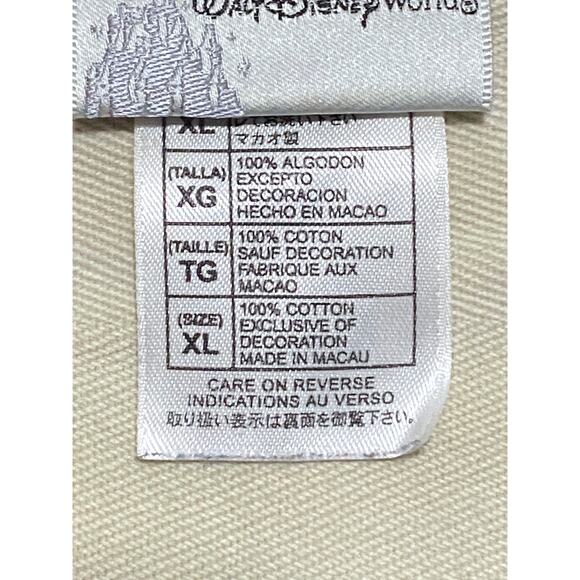 WALT DISNEY World®
XL
マカオ製
(TALLA)
XG
100% ALGODON
EXCEPTO
DECORACION
HECHO EN MACAO
(TAILLE)
TG
100% COTON
SAUF DECORATION
FABRIQUE AUX
MACAO
(SIZE)
XL
100% COTTON
EXCLUSIVE OF
DECORATION
MADE IN MACAU
CARE ON REVERSE
INDICATIONS AU VERSO
取り扱い表示は裏面を御覧下さい。